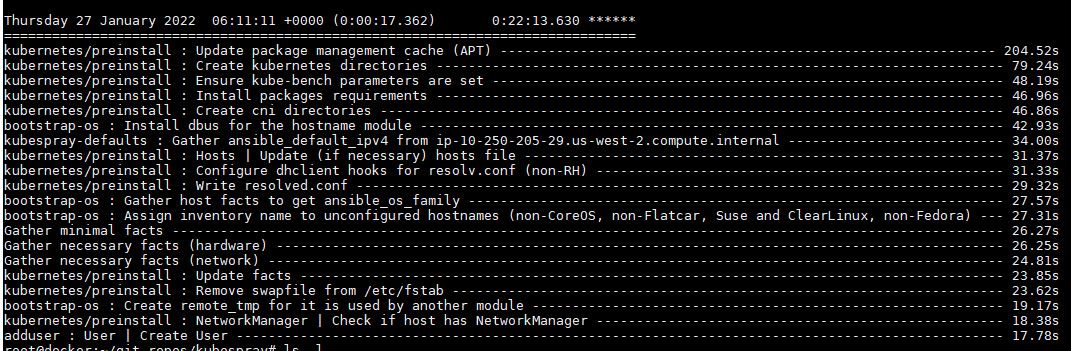 Thursday 27 January 2022  06:11:11 +0000 (0:00:17.362)       0:22:13.630 ******
===============================================================================
kubernetes/preinstall : Update package management cache (APT) -------------------------------------------------------------- 204.52s
kubernetes/preinstall : Create kubernetes directories ----------------------------------------------------------------------- 79.24s
kubernetes/preinstall : Ensure kube-bench parameters are set ---------------------------------------------------------------- 48.19s
kubernetes/preinstall : Install packages requirements ----------------------------------------------------------------------- 46.96s
kubernetes/preinstall : Create cni directories ------------------------------------------------------------------------------ 46.86s
bootstrap-os : Install dbus for the hostname module ------------------------------------------------------------------------- 42.93s
kubespray-defaults : Gather ansible_default_ipv4 from ip-10-250-205-29.us-west-2.compute.internal --------------------------- 34.00s
kubernetes/preinstall : Hosts | Update (if necessary) hosts file ------------------------------------------------------------ 31.37s
kubernetes/preinstall : Configure dhclient hooks for resolv.conf (non-RH) --------------------------------------------------- 31.33s
kubernetes/preinstall : Write resolved.conf --------------------------------------------------------------------------------- 29.32s
bootstrap-os : Gather host facts to get ansible_os_family ------------------------------------------------------------------- 27.57s
bootstrap-os : Assign inventory name to unconfigured hostnames (non-CoreOS, non-Flatcar, Suse and ClearLinux, non-Fedora) --- 27.31s
Gather minimal facts -------------------------------------------------------------------------------------------------------- 26.27s
Gather necessary facts (hardware) ------------------------------------------------------------------------------------------- 26.25s
Gather necessary facts (network) -------------------------------------------------------------------------------------------- 24.81s
kubernetes/preinstall : Update facts ---------------------------------------------------------------------------------------- 23.85s
kubernetes/preinstall : Remove swapfile from /etc/fstab --------------------------------------------------------------------- 23.62s
bootstrap-os : Create remote_tmp for it is used by another module ----------------------------------------------------------- 19.17s
kubernetes/preinstall : NetworkManager | Check if host has NetworkManager --------------------------------------------------- 18.38s
adduser : User | Create User ------------------------------------------------------------------------------------------------ 17.78s
root@docker:~/git-repos/kubespray# ls